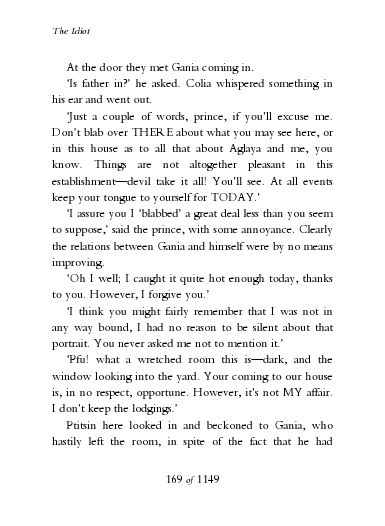 The Idiot
At the door they met Gania coming in.
‘Is father in?’ he asked. Colia whispered something in
his ear and went out.
‘Just a couple of words, prince, if you’ll excuse me.
Don’t blab over THERE about what you may see here, or
in this house as to all that about Aglaya and me, you
know. Things are not altogether pleasant in this
establishment—devil take it all! You’ll see. At all events
keep your tongue to yourself for TODAY.’
‘I assure you I ‘blabbed’ a great deal less than you seem
to suppose,’ said the prince, with some annoyance. Clearly
the relations between Gania and himself were by no means
improving.
‘Oh I well; I caught it quite hot enough today, thanks
to you. However, I forgive you.’
‘I think you might fairly remember that I was not in
any way bound, I had no reason to be silent about that
portrait. You never asked me not to mention it.’
‘Pfu! what a wretched room this is—dark, and the
window looking into the yard. Your coming to our house
is, in no respect, opportune. However, it’s not MY affair.
I don’t keep the lodgings.’
Ptitsin here looked in and beckoned to Gania, who
hastily left the room, in spite of the fact that he had
169 of 1149